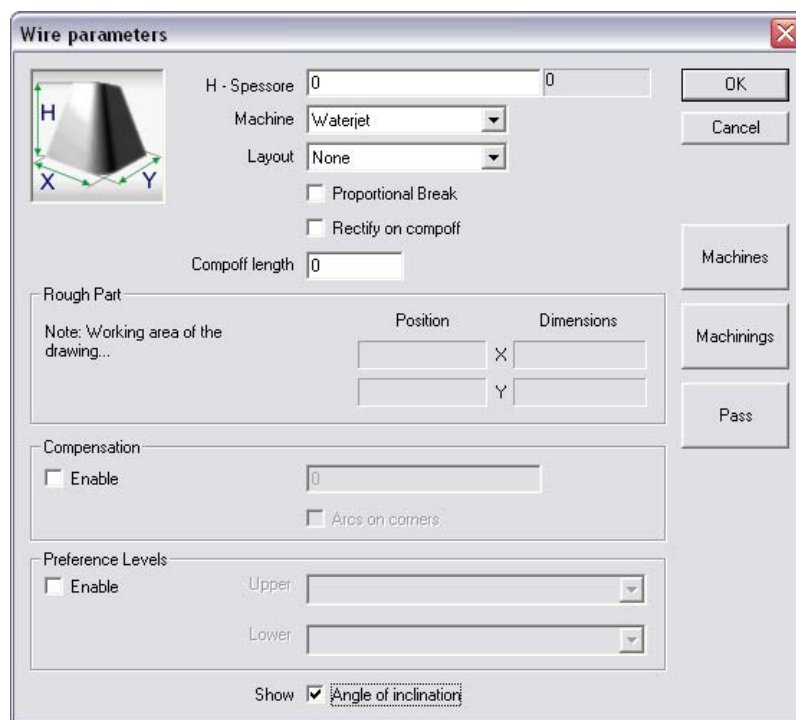 Wire parameters
H
X
Y
H - Spessore 0 0
Machine Waterjet
Layout None
Proportional Break
Rectify on compoff
Compoff length 0
OK
Cancel
Machines
Machinings
Pass
Rough Part
Note: Working area of the
drawing...
Position Dimensions
X
Y
Compensation
Enable 0
Arcs on corners
Preference Levels
Enable Upper
Lower
Show Angle of inclination